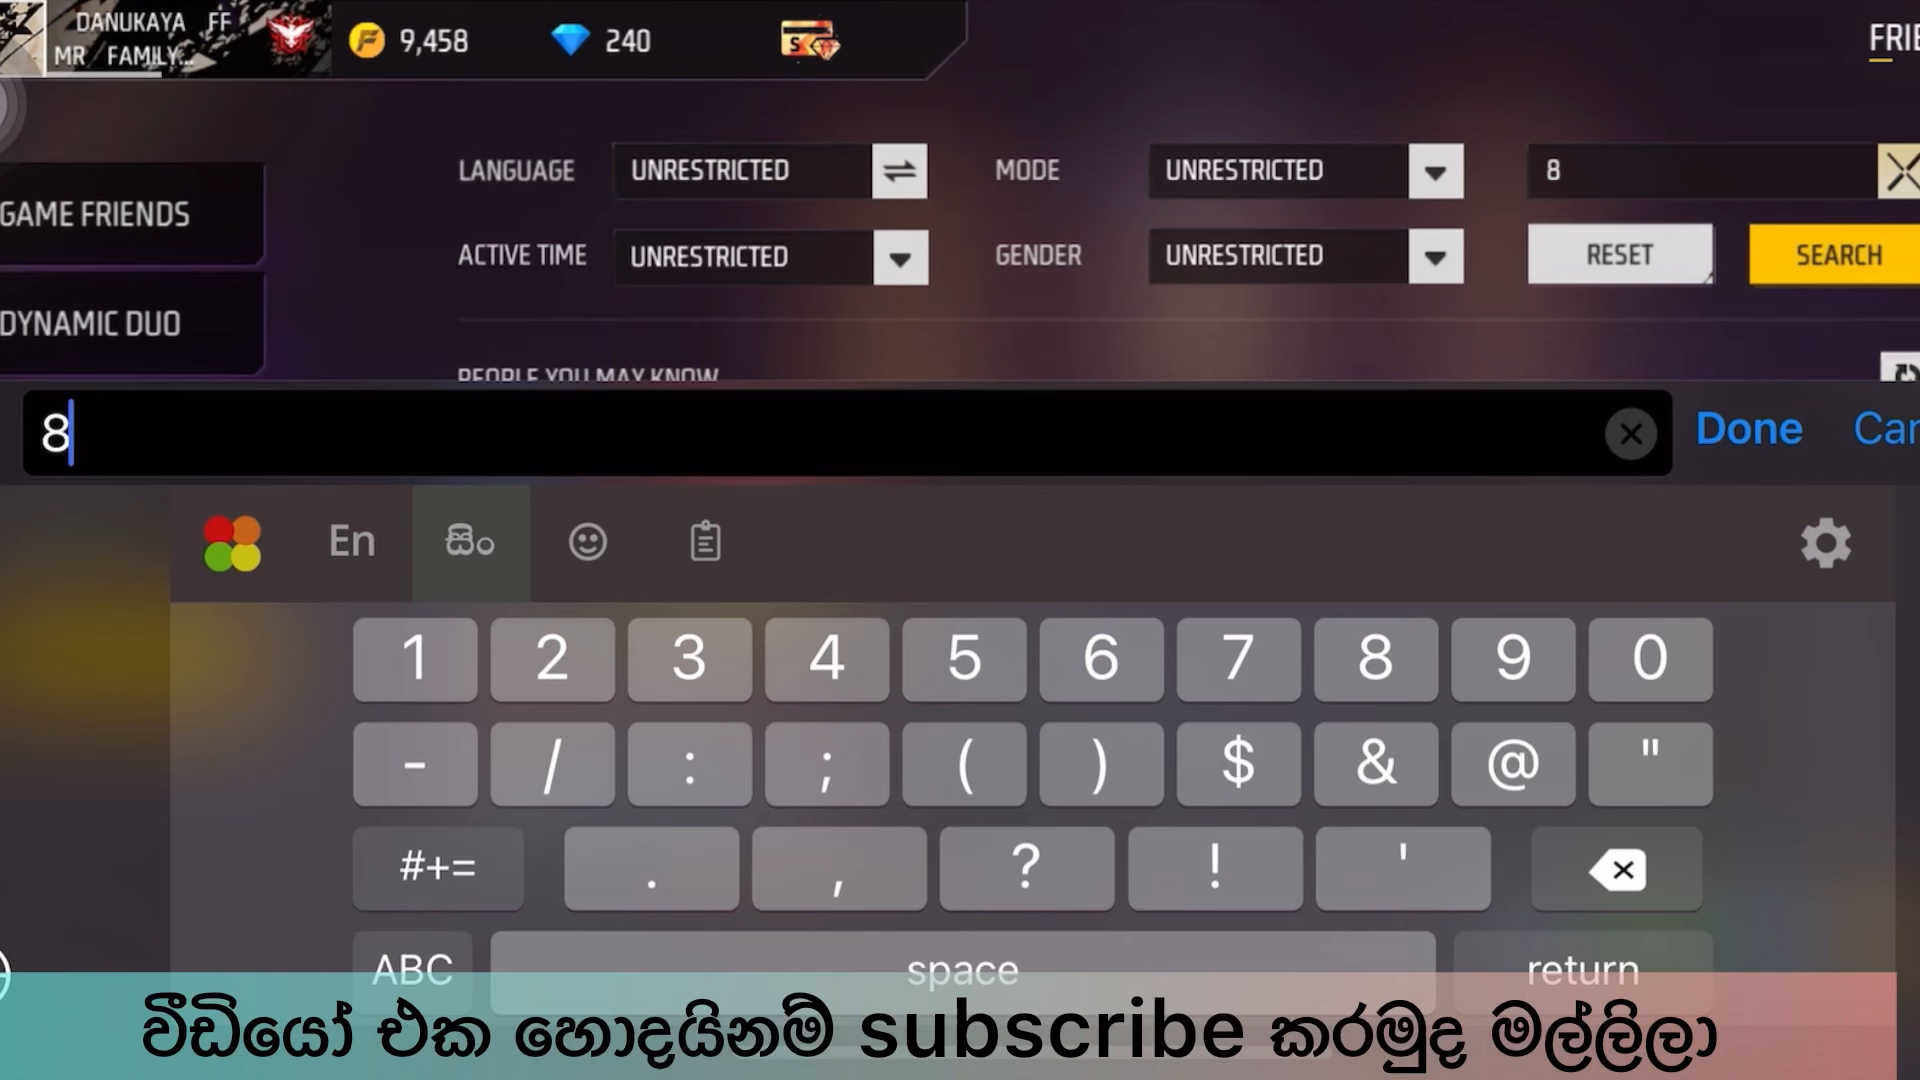 DANUKAYA FF
MR FAMILY...
9,458
240
FRIE
LANGUAGE UNRESTRICTED MODE UNRESTRICTED 8
GAME FRIENDS
ACTIVE TIME UNRESTRICTED GENDER UNRESTRICTED RESET SEARCH
DYNAMIC DUO
PEOPLE YOU MAY KNOW
8 Done Can
En සිං
1 2 3 4 5 6 7 8 9 0
- / : ; ( ) $ & @ "
#+= . , ? ! '
ABC space return
වීඩියෝ එක හොදයිනම් subscribe කරමුද මල්ලිලා